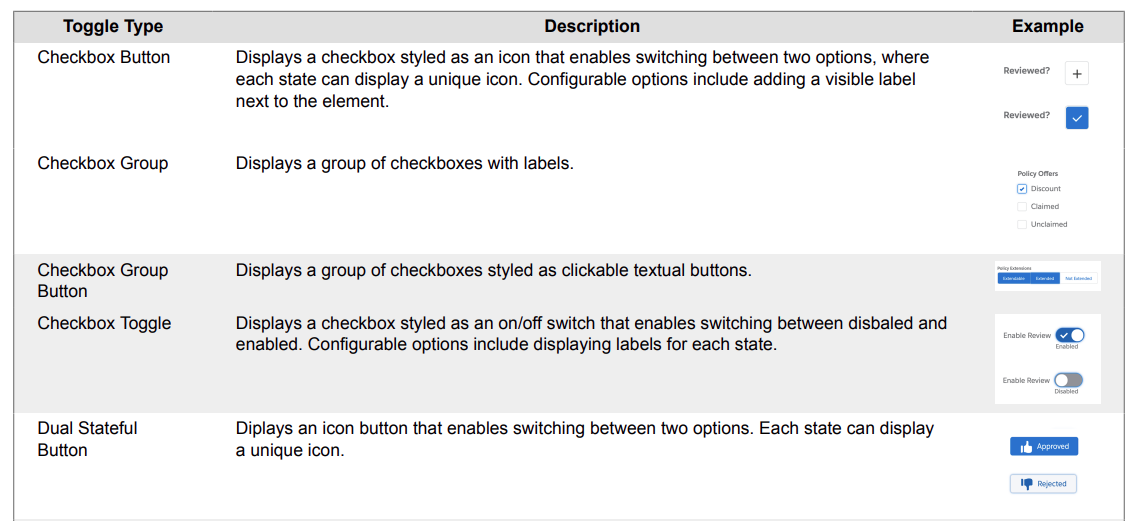 Toggle Type Description Example
Checkbox Button Displays a checkbox styled as an icon that enables switching between two options, where
each state can display a unique icon. Configurable options include adding a visible label
next to the element.
Reviewed?
Reviewed?
Checkbox Group Displays a group of checkboxes with labels.
Policy Offers
Discount
Claimed
Unclaimed
Checkbox Group
Button
Displays a group of checkboxes styled as clickable textual buttons.
Policy Extensions
Extendable Extended Not Extended
Checkbox Toggle Displays a checkbox styled as an on/off switch that enables switching between disbaled and
enabled. Configurable options include displaying labels for each state.
Enable Review
Enabled
Enable Review
Disabled
Dual Stateful
Button
Diplays an icon button that enables switching between two options. Each state can display
a unique icon.
Approved
Rejected